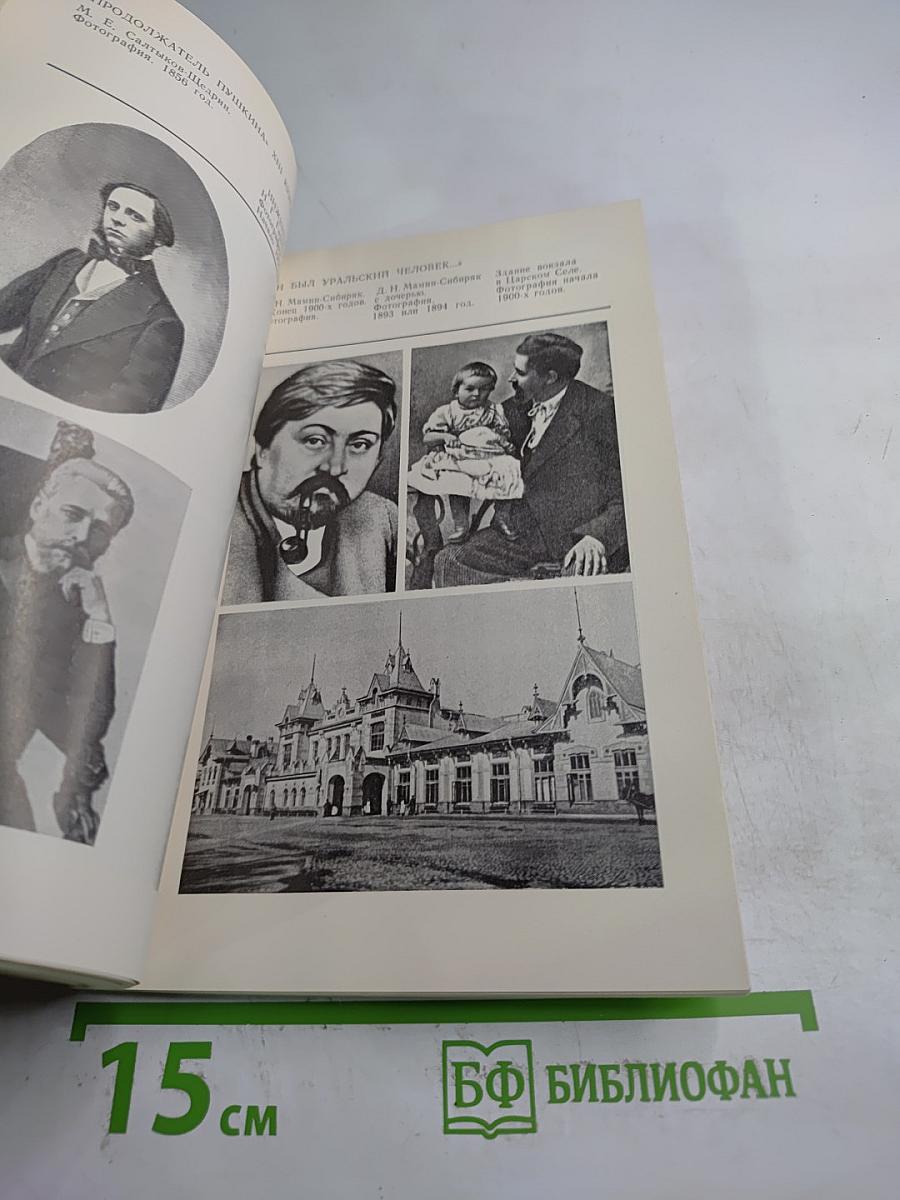 ПРОДОЛЖАТЕЛЬ ПУШКИНА» XIII
М. Е. Салтыков-Щедрин.
Фотография. 1856 год.
И БЫЛ УРАЛЬСКИЙ ЧЕЛОВЕК...»
Н. Мамин-Сибиряк.
Конец 1900-х годов.
Фотография.
Д. Н. Мамин-Сибиряк
с дочерью.
Фотография.
1893 или 1894 год.
Здание вокзала
в Царском Селе.
Фотография начала
1900-х годов.
15 см
БФ БИБЛИОФАН